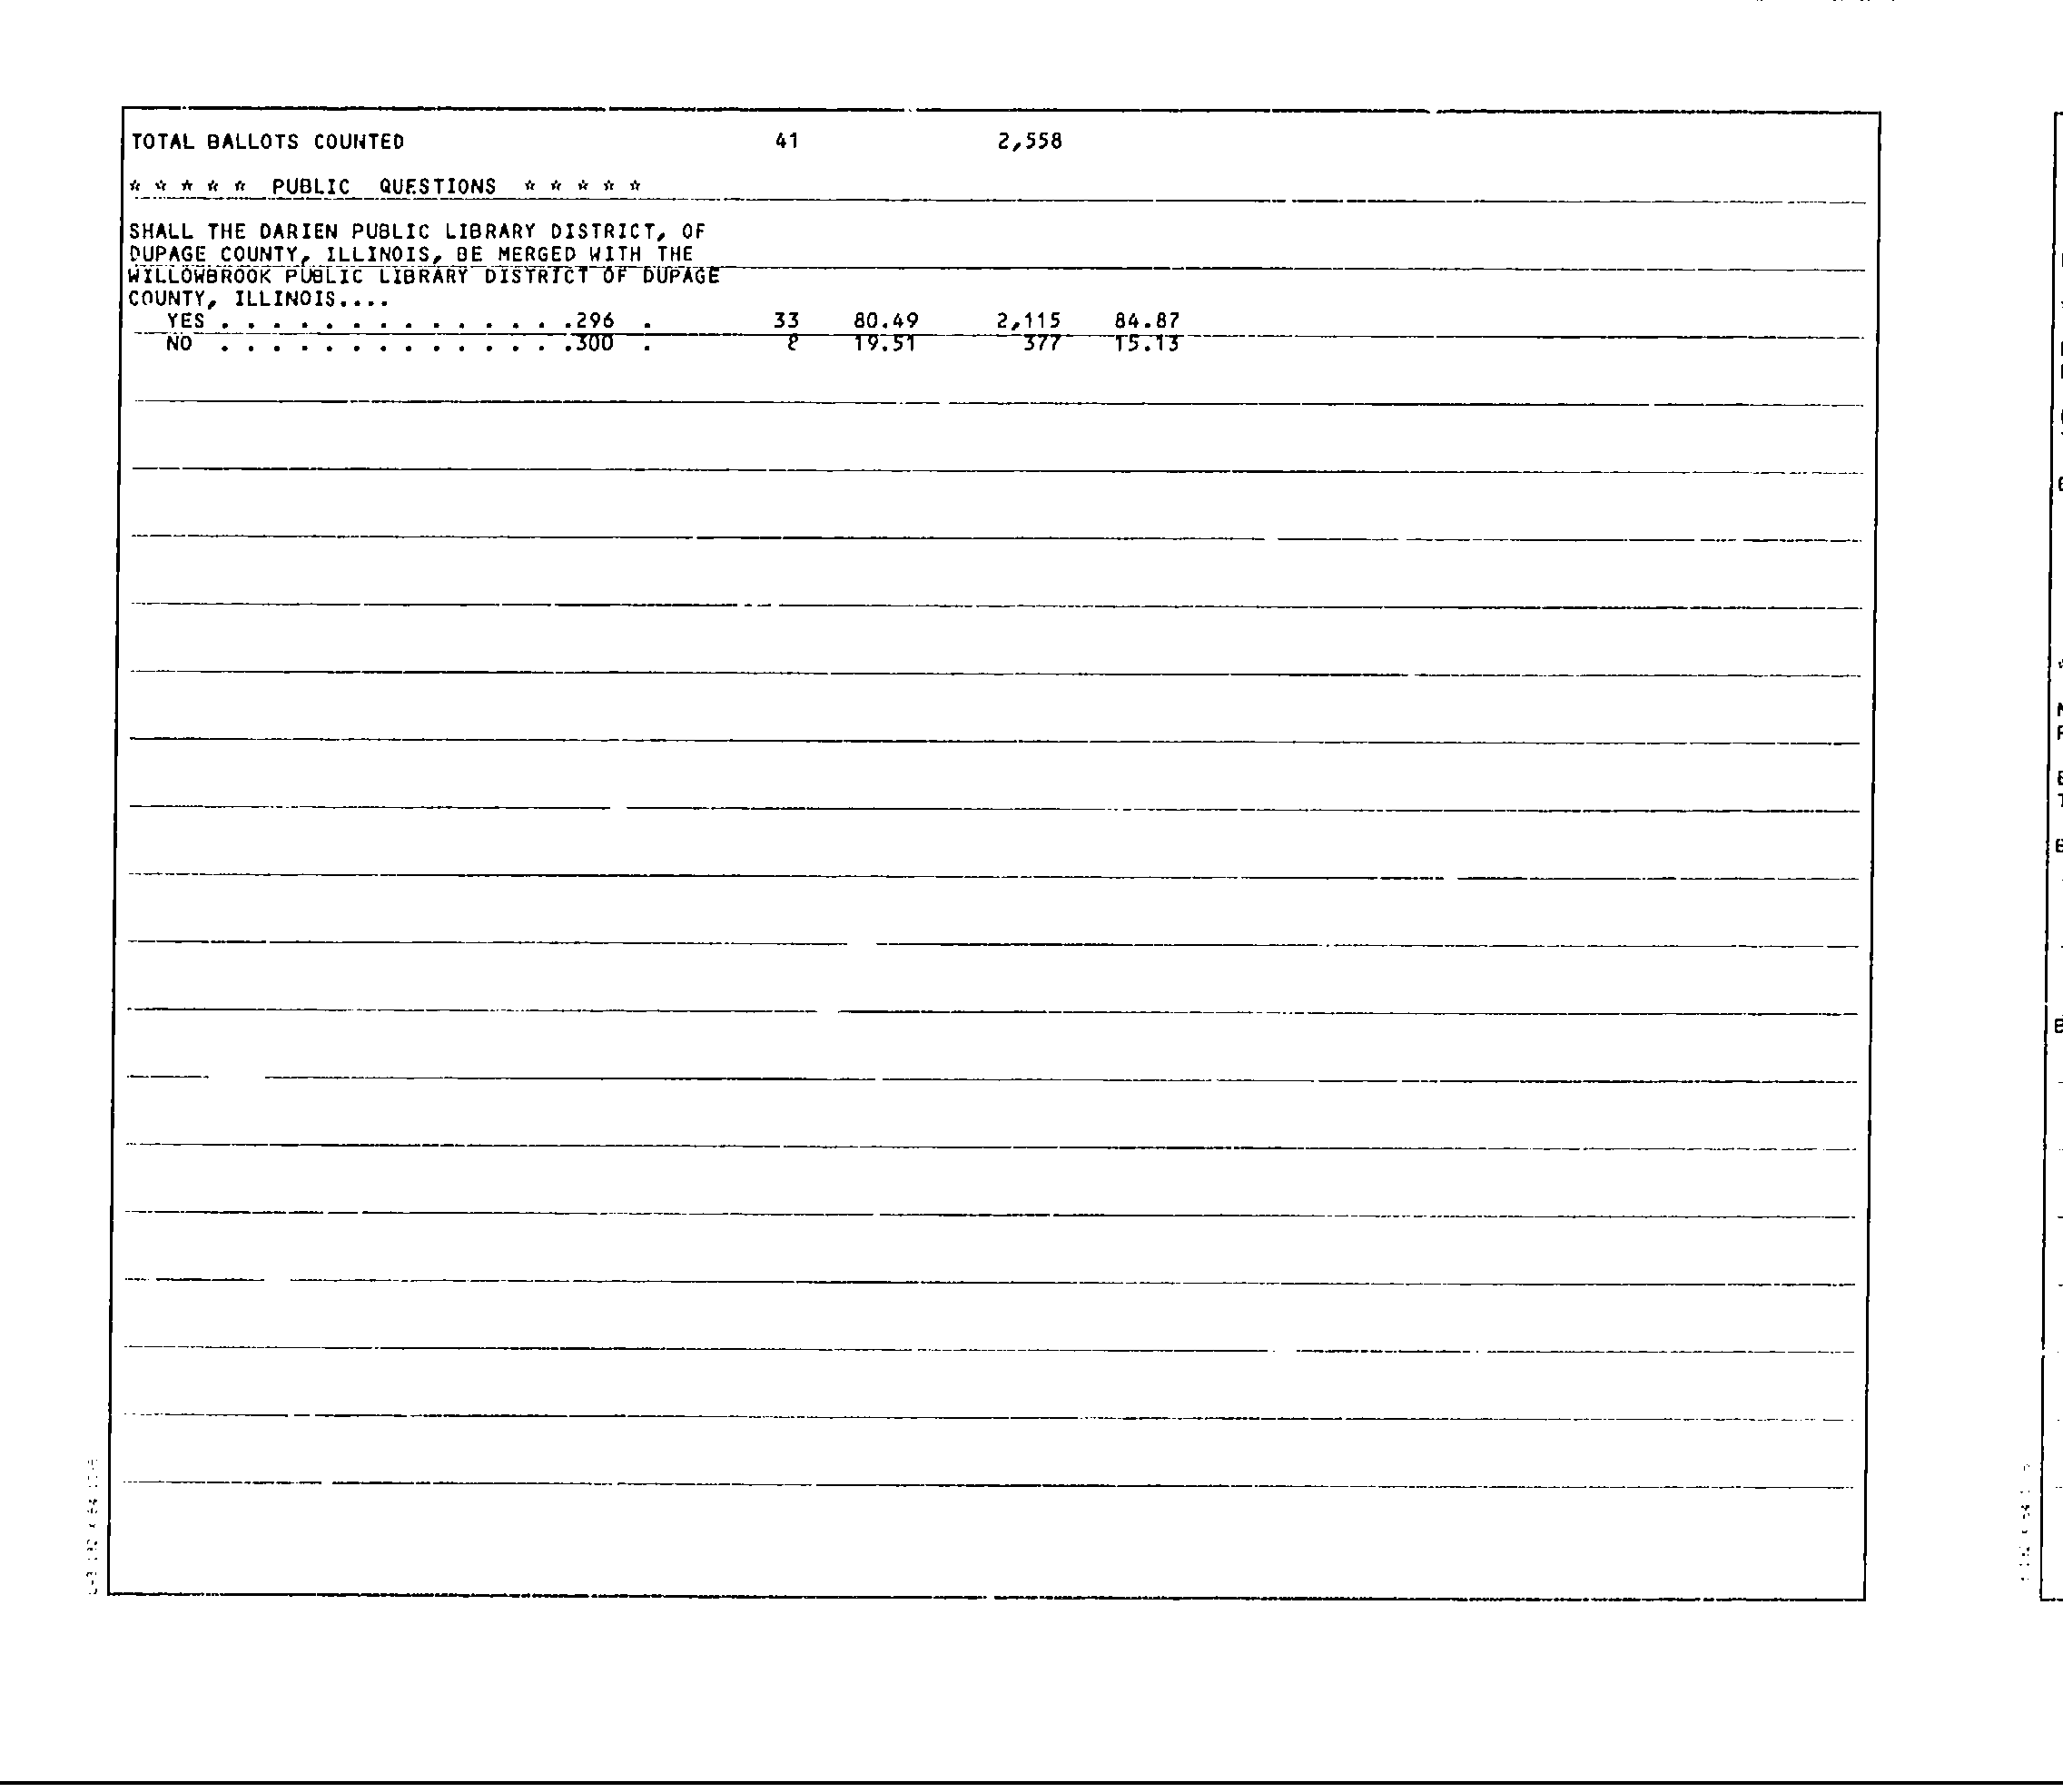 TOTAL BALLOTS COUNTED 41 2,558
* * * * * PUBLIC QUESTIONS * * * * *
SHALL THE DARIEN PUBLIC LIBRARY DISTRICT, OF
DUPAGE COUNTY, ILLINOIS, BE MERGED WITH THE
WILLOWBROOK PUBLIC LIBRARY DISTRICT OF DUPAGE
COUNTY, ILLINOIS....
YES . . . . . . . . . . . . . .296 . 33 80.49 2,115 84.87
NO . . . . . . . . . . . . . .300 . 8 19.51 377 15.13